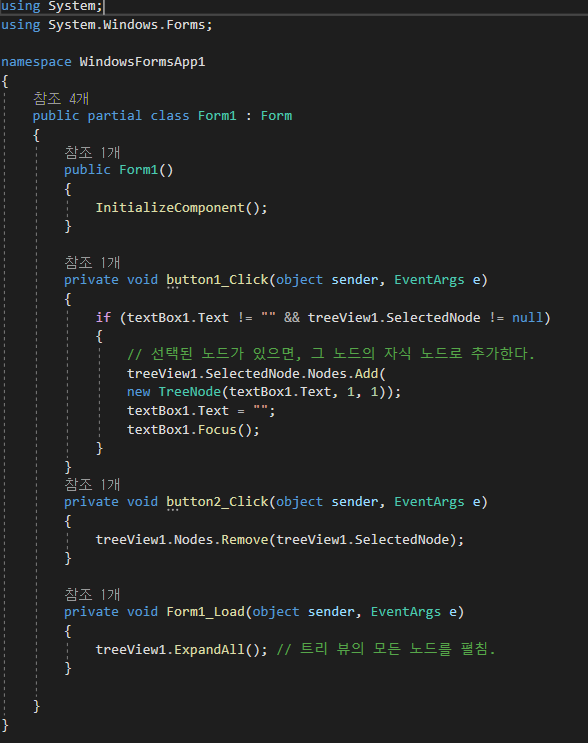 using System;
using System.Windows.Forms;
namespace WindowsFormsApp1
{
참조 4개
public partial class Form1 : Form
{
참조 1개
public Form1()
{
InitializeComponent();
}
참조 1개
private void button1_Click(object sender, EventArgs e)
{
if (textBox1.Text != "" && treeView1.SelectedNode != null)
{
// 선택된 노드가 있으면, 그 노드의 자식 노드로 추가한다.
treeView1.SelectedNode.Nodes.Add(
new TreeNode(textBox1.Text, 1, 1));
textBox1.Text = "";
textBox1.Focus();
}
}
참조 1개
private void button2_Click(object sender, EventArgs e)
{
treeView1.Nodes.Remove(treeView1.SelectedNode);
}
참조 1개
private void Form1_Load(object sender, EventArgs e)
{
treeView1.ExpandAll(); // 트리 뷰의 모든 노드를 펼침.
}
}
}